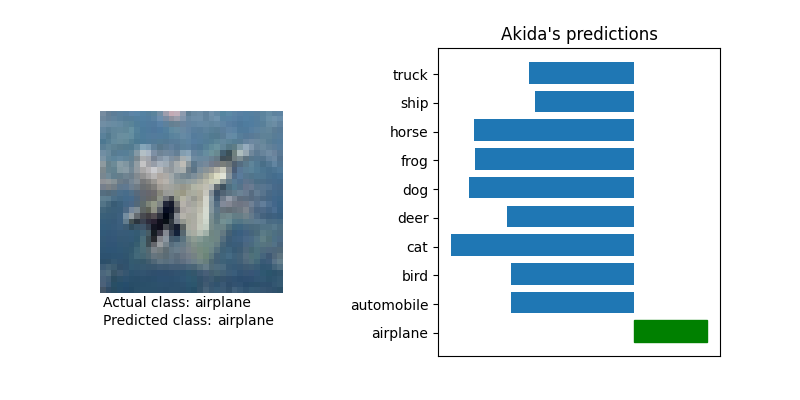 Akida's predictions
truck
ship
horse
frog
dog
deer
cat
bird
automobile
airplane
Actual class: airplane
Predicted class: airplane